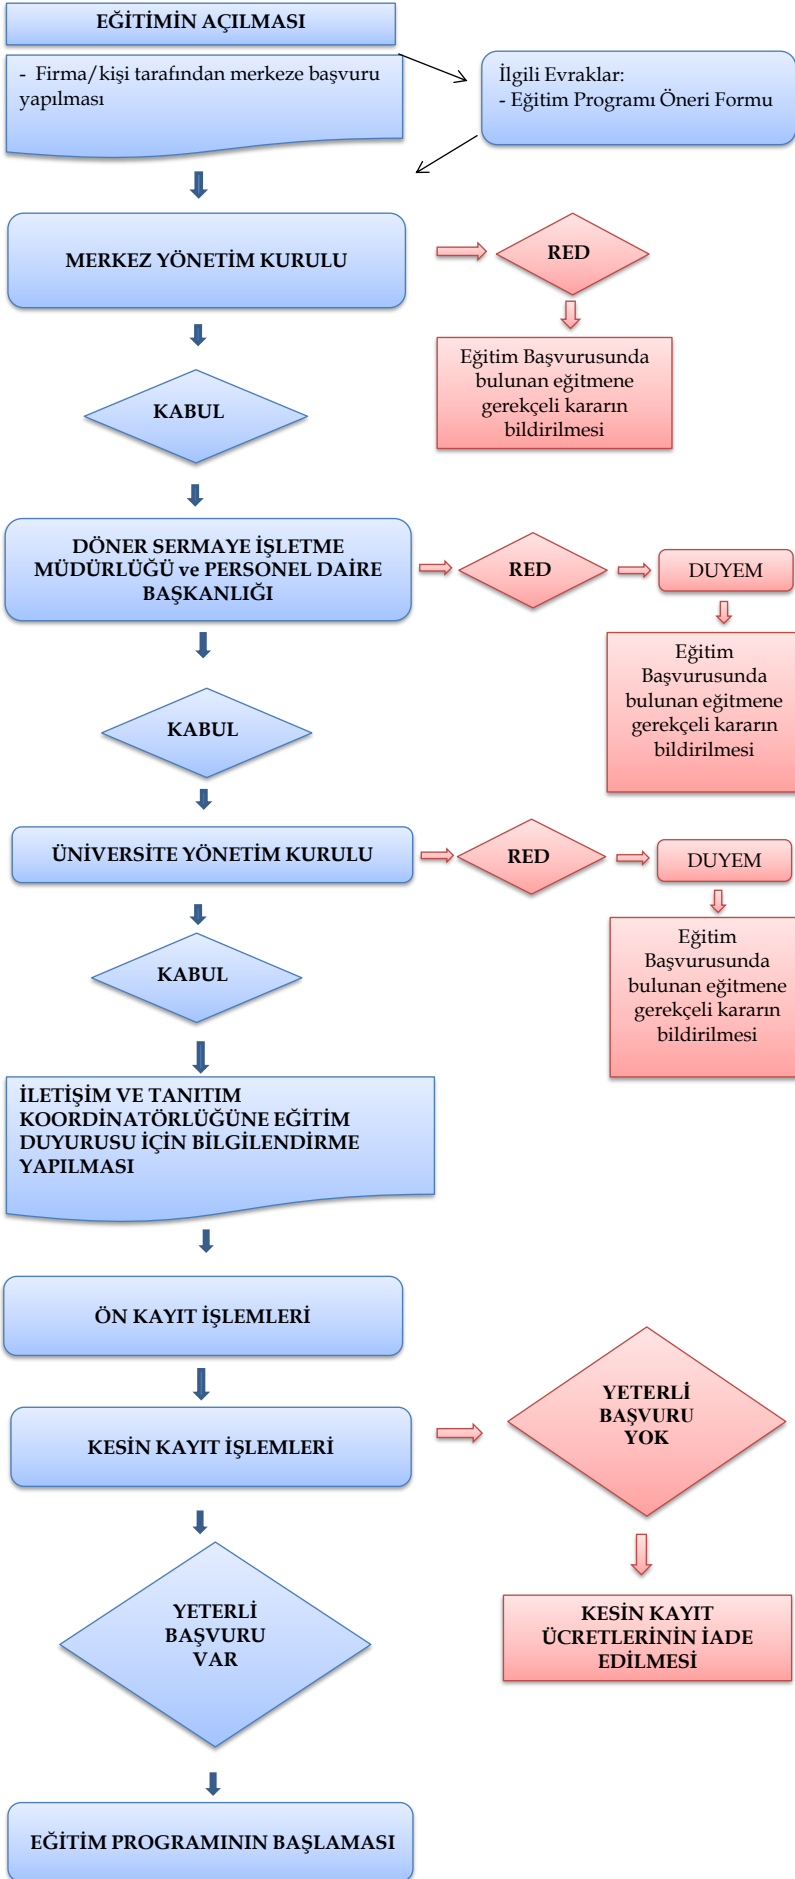 EĞİTİMİN AÇILMASI
- Firma/kişi tarafından merkeze başvuru
yapılması
İlgili Evraklar:
- Eğitim Programı Öneri Formu
MERKEZ YÖNETİM KURULU
RED
Eğitim Başvurusunda
bulunan eğitmene
gerekçeli kararın
bildirilmesi
KABUL
DÖNER SERMAYE İŞLETME
MÜDÜRLÜĞÜ ve PERSONEL DAİRE
BAŞKANLIĞI
RED
DUYEM
Eğitim
Başvurusunda
bulunan eğitmene
gerekçeli kararın
bildirilmesi
KABUL
ÜNİVERSİTE YÖNETİM KURULU
RED
DUYEM
Eğitim
Başvurusunda
bulunan eğitmene
gerekçeli kararın
bildirilmesi
KABUL
İLETİŞİM VE TANITIM
KOORDİNATÖRLÜĞÜNE EĞİTİM
DUYURUSU İÇİN BİLGİLENDİRME
YAPILMASI
ÖN KAYIT İŞLEMLERİ
KESİN KAYIT İŞLEMLERİ
YETERLİ
BAŞVURU
YOK
KESİN KAYIT
ÜCRETLERİNİN İADE
EDİLMESİ
YETERLİ
BAŞVURU
VAR
EĞİTİM PROGRAMININ BAŞLAMASI